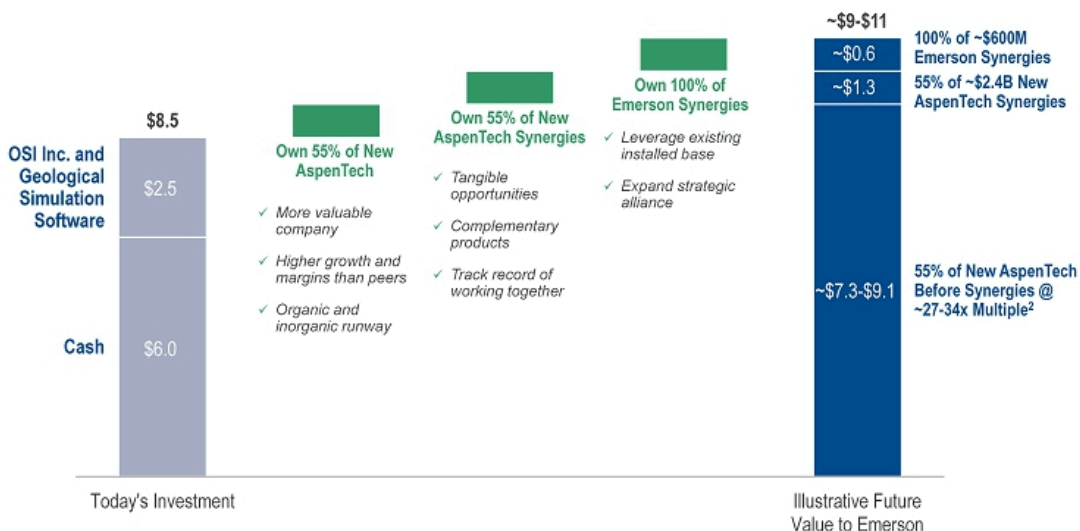 $8.5
OSI Inc. and
Geological
Simulation
Software
$2.5
Cash
$6.0
Today's Investment
Own 55% of New
AspenTech
✓ More valuable
company
✓ Higher growth and
margins than peers
✓ Organic and
inorganic runway
Own 55% of New
AspenTech Synergies
✓ Tangible
opportunities
✓ Complementary
products
✓ Track record of
working together
Own 100% of
Emerson Synergies
✓ Leverage existing
installed base
✓ Expand strategic
alliance
~$9-$11
~$0.6
100% of ~$600M
Emerson Synergies
~$1.3
55% of ~$2.4B New
AspenTech Synergies
~$7.3-$9.1
55% of New AspenTech
Before Synergies @
~27-34x Multiple²
Illustrative Future
Value to Emerson